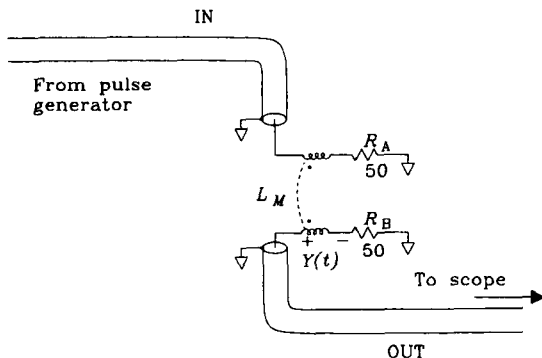 IN
From pulse
generator
R_A
50
L_M
R_B
+ −
50
Y(t)
To scope
OUT